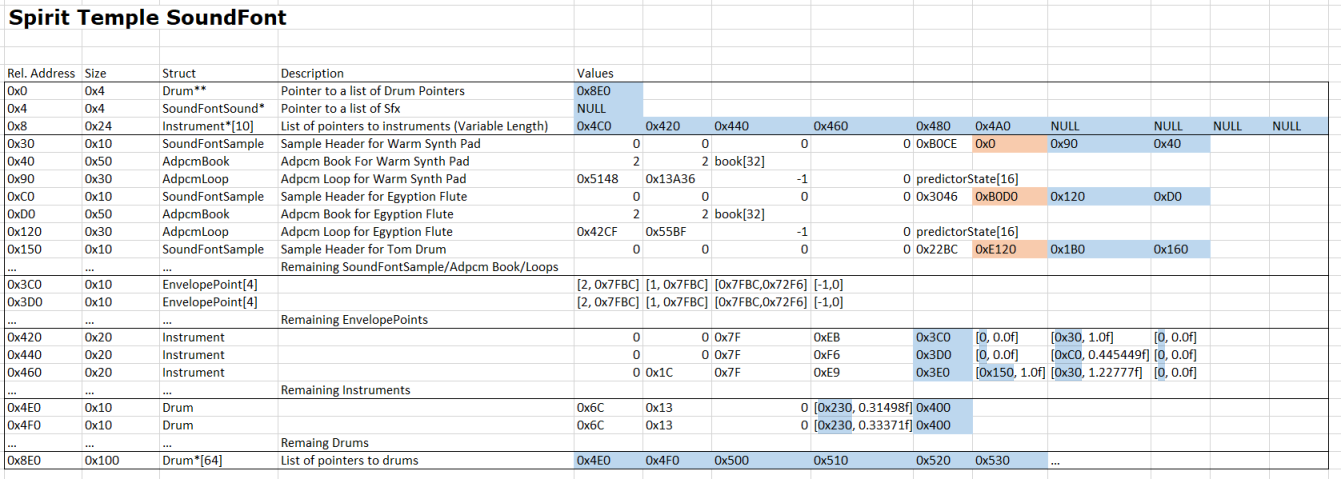 Spirit Temple SoundFont
Rel. Address Size Struct Description Values
0x0 0x4 Drum** Pointer to a list of Drum Pointers 0x8E0
0x4 0x4 SoundFontSound* Pointer to a list of Sfx NULL
0x8 0x24 Instrument*[10] List of pointers to instruments (Variable Length) 0x4C0 0x420 0x440 0x460 0x480 0x4A0 NULL NULL NULL NULL
0x30 0x10 SoundFontSample Sample Header for Warm Synth Pad 0 0 0 0 0xB0CE 0x0 0x90 0x40
0x40 0x50 AdpcmBook Adpcm Book For Warm Synth Pad 2 2 book[32]
0x90 0x30 AdpcmLoop Adpcm Loop for Warm Synth Pad 0x5148 0x13A36 -1 0 predictorState[16]
0xC0 0x10 SoundFontSample Sample Header for Egyption Flute 0 0 0 0 0x3046 0xB0D0 0x120 0xD0
0xD0 0x50 AdpcmBook Adpcm Book for Egyption Flute 2 2 book[32]
0x120 0x30 AdpcmLoop Adpcm Loop for Egyption Flute 0x42CF 0x55BF -1 0 predictorState[16]
0x150 0x10 SoundFontSample Sample Header for Tom Drum 0 0 0 0 0x22BC 0xE120 0x1B0 0x160
... ... ... Remaining SoundFontSample/Adpcm Book/Loops
0x3C0 0x10 EnvelopePoint[4] [2, 0x7FBC] [1, 0x7FBC] [0x7FBC,0x72F6] [-1,0]
0x3D0 0x10 EnvelopePoint[4] [2, 0x7FBC] [1, 0x7FBC] [0x7FBC,0x72F6] [-1,0]
... ... ... Remaining EnvelopePoints
0x420 0x20 Instrument 0 0 0x7F 0xEB 0x3C0 [0, 0.0f] [0x30, 1.0f] [0, 0.0f]
0x440 0x20 Instrument 0 0 0x7F 0xF6 0x3D0 [0, 0.0f] [0xC0, 0.445449f] [0, 0.0f]
0x460 0x20 Instrument 0 0x1C 0x7F 0xE9 0x3E0 [0x150, 1.0f] [0x30, 1.22777f] [0, 0.0f]
... ... ... Remaining Instruments
0x4E0 0x10 Drum 0x6C 0x13 0 [0x230, 0.31498f] 0x400
0x4F0 0x10 Drum 0x6C 0x13 0 [0x230, 0.33371f] 0x400
... ... ... Remaing Drums
0x8E0 0x100 Drum*[64] List of pointers to drums 0x4E0 0x4F0 0x500 0x510 0x520 0x530 ...